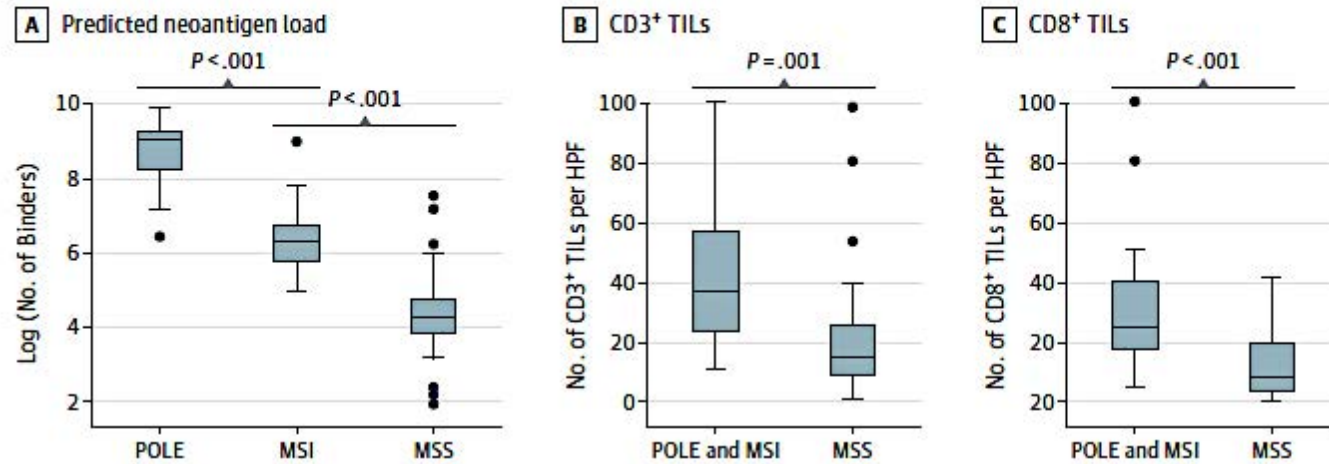 A Predicted neoantigen load
P < .001
P < .001
Log (No. of Binders)
10
8
6
4
2
POLE MSI MSS
B CD3+ TILs
P = .001
No. of CD3+ TILs per HPF
100
80
60
40
20
0
POLE and MSI MSS
C CD8+ TILs
P < .001
No. of CD8+ TILs per HPF
100
80
60
40
20
20
POLE and MSI MSS